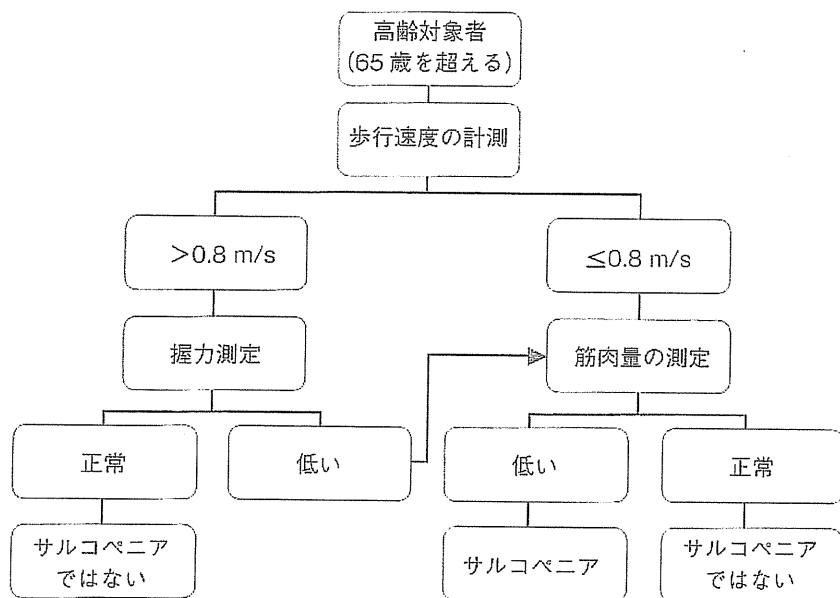 高齢対象者
(65歳を超える)
歩行速度の計測
>0.8 m/s
≤0.8 m/s
握力測定
筋肉量の測定
正常
低い
低い
正常
サルコペニア
ではない
サルコペニア
サルコペニア
ではない